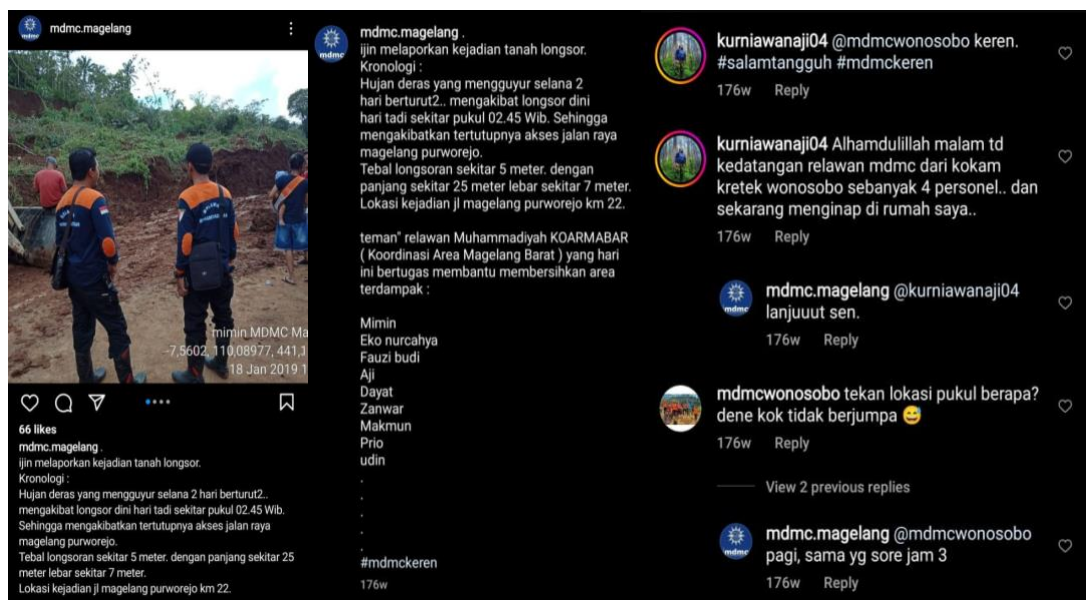 mdmc.magelang
mimin MDMC Ma
-7,5602, 110,08977, 441,1
18 Jan 2019 1
66 likes
mdmc.magelang .
ijin melaporkan kejadian tanah longsor.
Kronologi :
Hujan deras yang mengguyur selana 2 hari berturut2..
mengakibat longsor dini hari tadi sekitar pukul 02.45 Wib.
Sehingga mengakibatkan tertutupnya akses jalan raya
magelang purworejo.
Tebal longsoran sekitar 5 meter. dengan panjang sekitar 25
meter lebar sekitar 7 meter.
Lokasi kejadian jl magelang purworejo km 22.
mdmc
mdmc.magelang .
ijin melaporkan kejadian tanah longsor.
Kronologi :
Hujan deras yang mengguyur selana 2
hari berturut2.. mengakibat longsor dini
hari tadi sekitar pukul 02.45 Wib. Sehingga
mengakibatkan tertutupnya akses jalan raya
magelang purworejo.
Tebal longsoran sekitar 5 meter. dengan
panjang sekitar 25 meter lebar sekitar 7 meter.
Lokasi kejadian jl magelang purworejo km 22.
teman" relawan Muhammadiyah KOARMABAR
( Koordinasi Area Magelang Barat ) yang hari
ini bertugas membantu membersihkan area
terdampak :
Mimin
Eko nurcahya
Fauzi budi
Aji
Dayat
Zanwar
Makmun
Prio
udin
.
.
.
.
.
#mdmckeren
176w
kurniawanaji04 @mdmcwonosobo keren.
#salamtangguh #mdmckeren
176w Reply
kurniawanaji04 Alhamdulillah malam td
kedatangan relawan mdmc dari kokam
kretek wonosobo sebanyak 4 personel.. dan
sekarang menginap di rumah saya..
176w Reply
mdmc
mdmc.magelang @kurniawanaji04
lanjuuut sen.
176w Reply
mdmcwonosobo tekan lokasi pukul berapa?
dene kok tidak berjumpa 😅
176w Reply
View 2 previous replies
mdmc
mdmc.magelang @mdmcwonosobo
pagi, sama yg sore jam 3
176w Reply